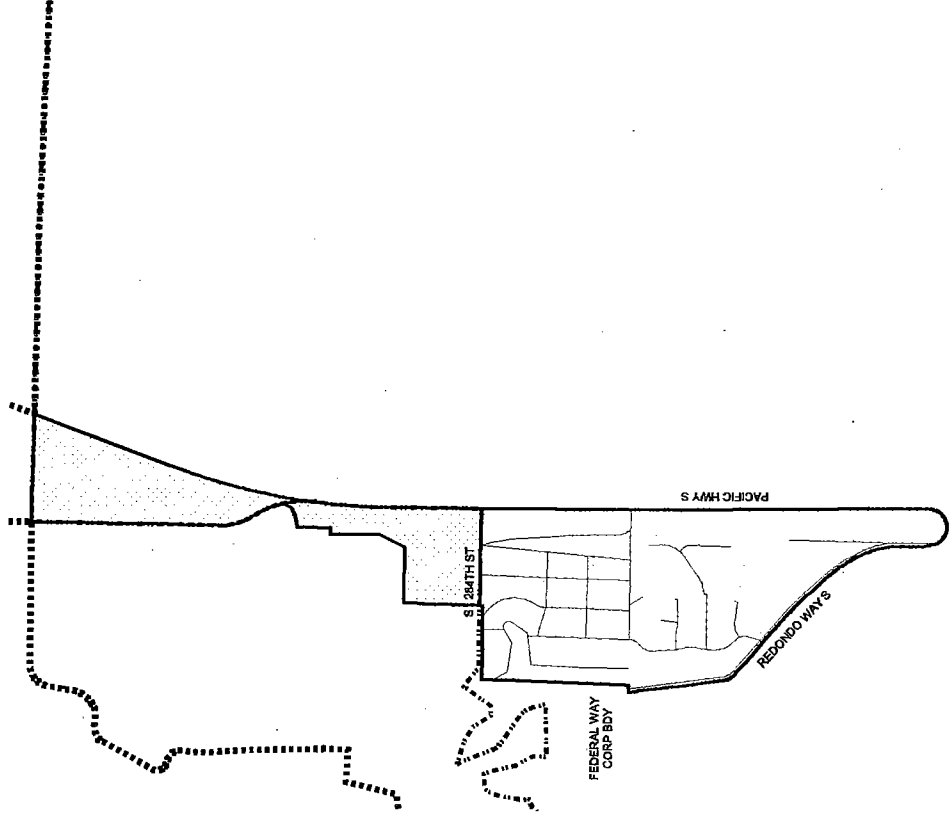 S 284TH ST
PACIFIC HWY S
REDONDO WAY S
FEDERAL WAY
CORP BDY